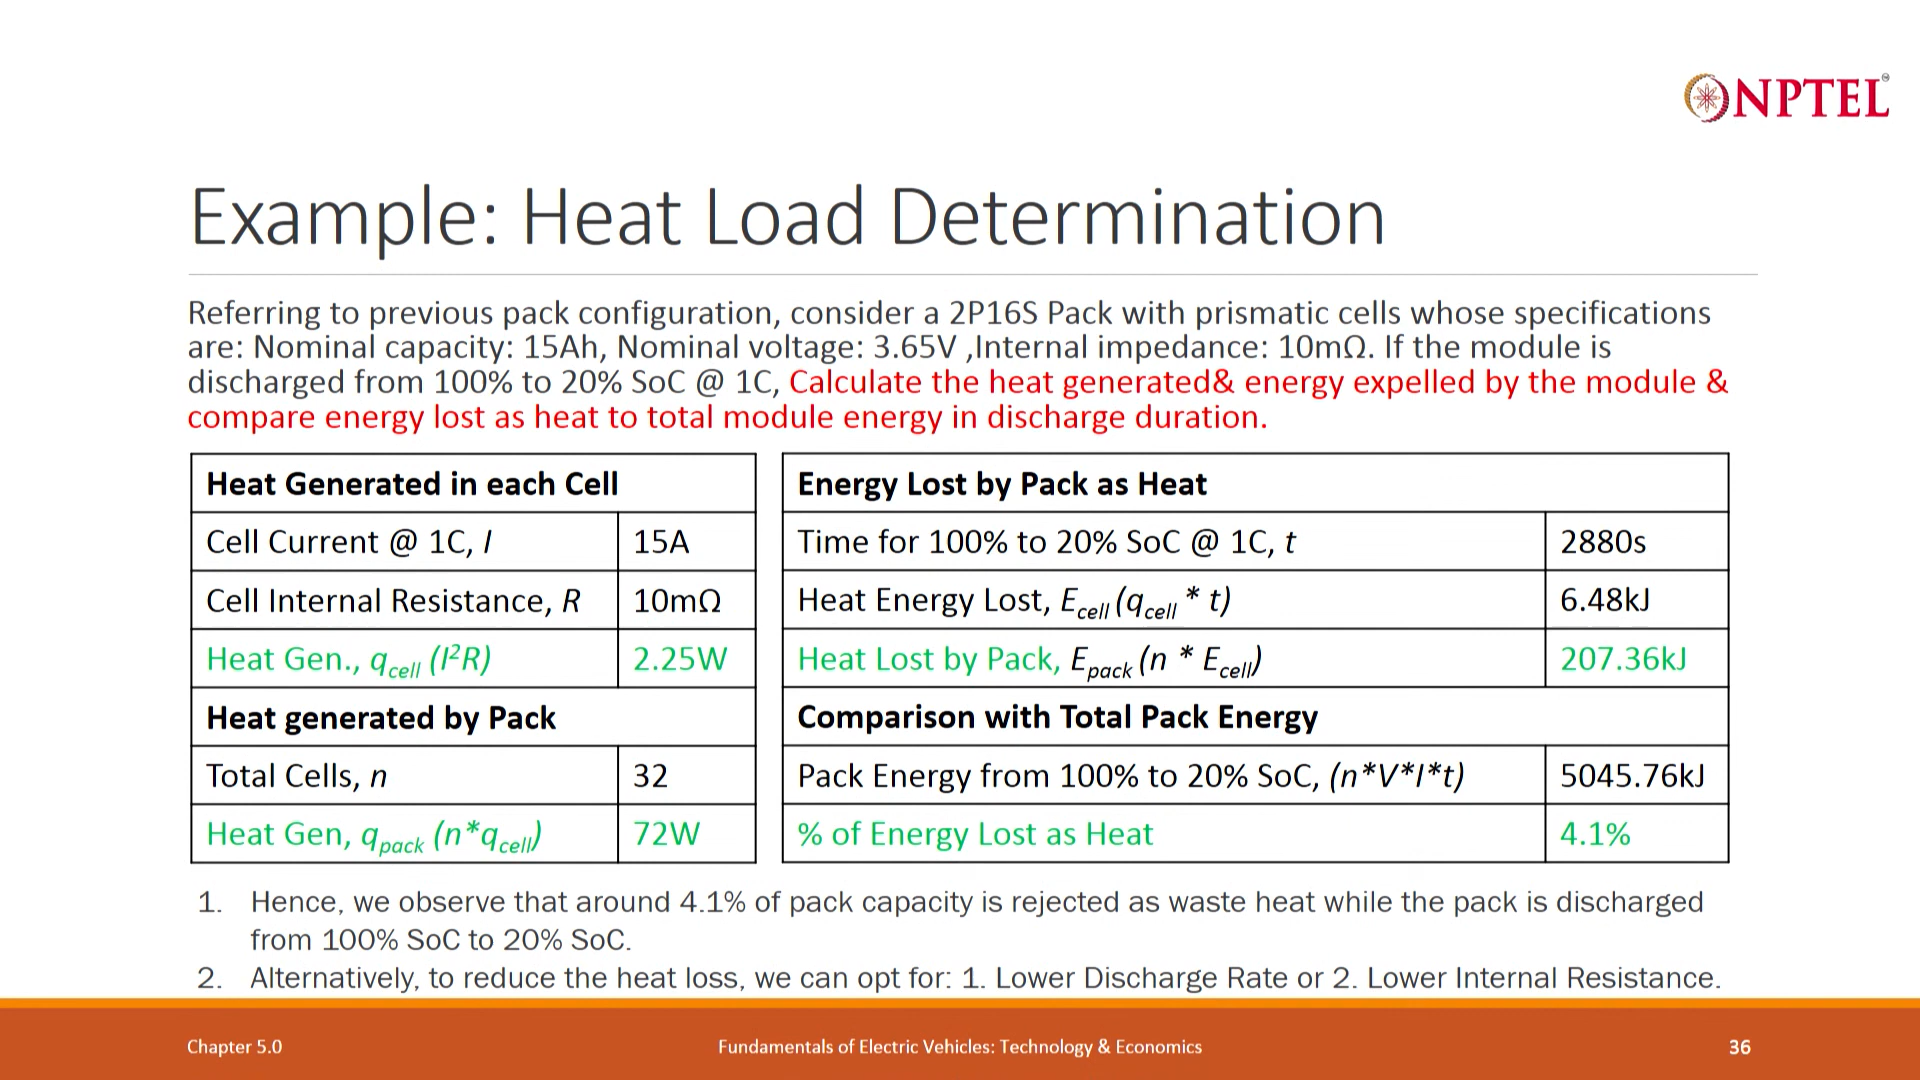 NPTEL
Example: Heat Load Determination
Referring to previous pack configuration, consider a 2P16S Pack with prismatic cells whose specifications
are: Nominal capacity: 15Ah, Nominal voltage: 3.65V ,Internal impedance: 10mΩ. If the module is
discharged from 100% to 20% SoC @ 1C, Calculate the heat generated& energy expelled by the module &
compare energy lost as heat to total module energy in discharge duration.
Heat Generated in each Cell
Cell Current @ 1C, I 15A
Cell Internal Resistance, R 10mΩ
Heat Gen., qcell (I²R) 2.25W
Heat generated by Pack
Total Cells, n 32
Heat Gen, qpack (n*qcell) 72W
Energy Lost by Pack as Heat
Time for 100% to 20% SoC @ 1C, t 2880s
Heat Energy Lost, Ecell (qcell * t) 6.48kJ
Heat Lost by Pack, Epack (n * Ecell) 207.36kJ
Comparison with Total Pack Energy
Pack Energy from 100% to 20% SoC, (n*V*I*t) 5045.76kJ
% of Energy Lost as Heat 4.1%
1. Hence, we observe that around 4.1% of pack capacity is rejected as waste heat while the pack is discharged
from 100% SoC to 20% SoC.
2. Alternatively, to reduce the heat loss, we can opt for: 1. Lower Discharge Rate or 2. Lower Internal Resistance.
Chapter 5.0 Fundamentals of Electric Vehicles: Technology & Economics 36